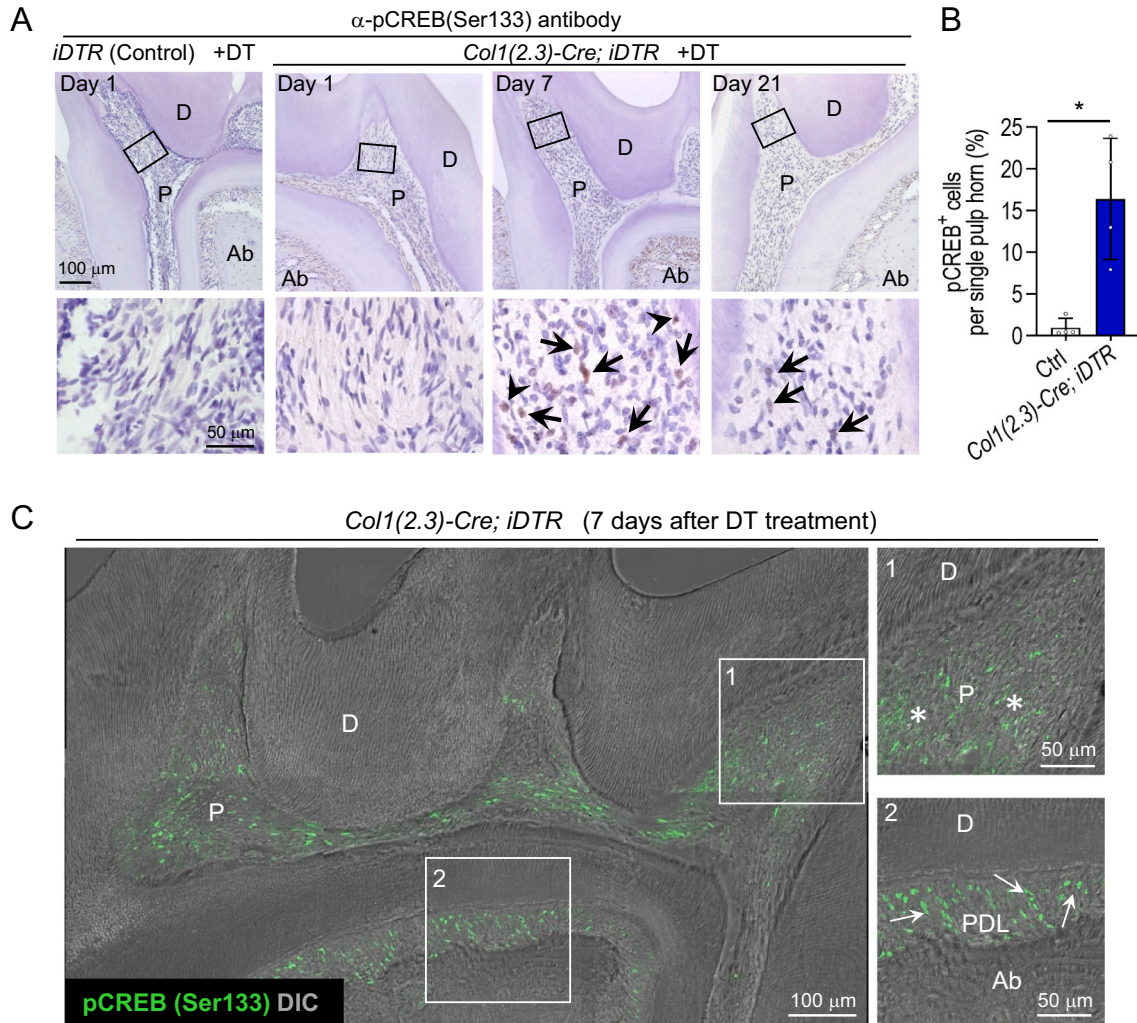 A
α-pCREB(Ser133) antibody
iDTR (Control) +DT
Col1(2.3)-Cre; iDTR +DT
Day 1
D
P
Ab
100 μm
Day 1
D
P
Ab
Day 7
D
P
Ab
Day 21
D
P
Ab
50 μm
B
*
pCREB+ cells
per single pulp horn (%)
25
20
15
10
5
0
Ctrl
Col1(2.3)-Cre; iDTR
C
Col1(2.3)-Cre; iDTR (7 days after DT treatment)
D
P
1
2
pCREB (Ser133) DIC
100 μm
1
D
P
*
*
50 μm
2
D
PDL
Ab
50 μm